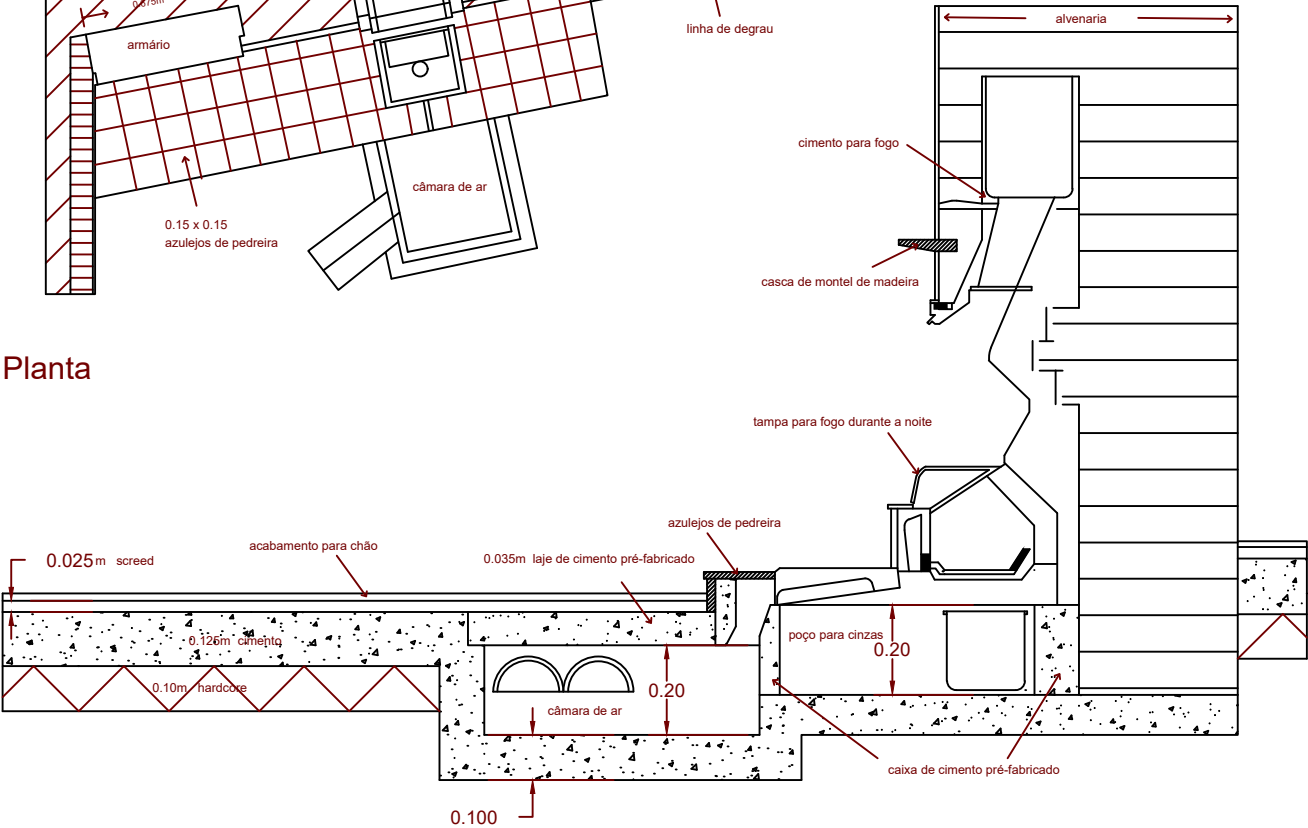 0.075m
armário
linha de degrau
alvenaria
cimento para fogo
câmara de ar
0.15 x 0.15
azulejos de pedreira
casca de montel de madeira
Planta
tampa para fogo durante a noite
azulejos de pedreira
acabamento para chão
0.025m screed
0.035m laje de cimento pré-fabricado
0.126m cimento
poço para cinzas
0.20
0.10m hardcore
0.20
câmara de ar
caixa de cimento pré-fabricado
0.100